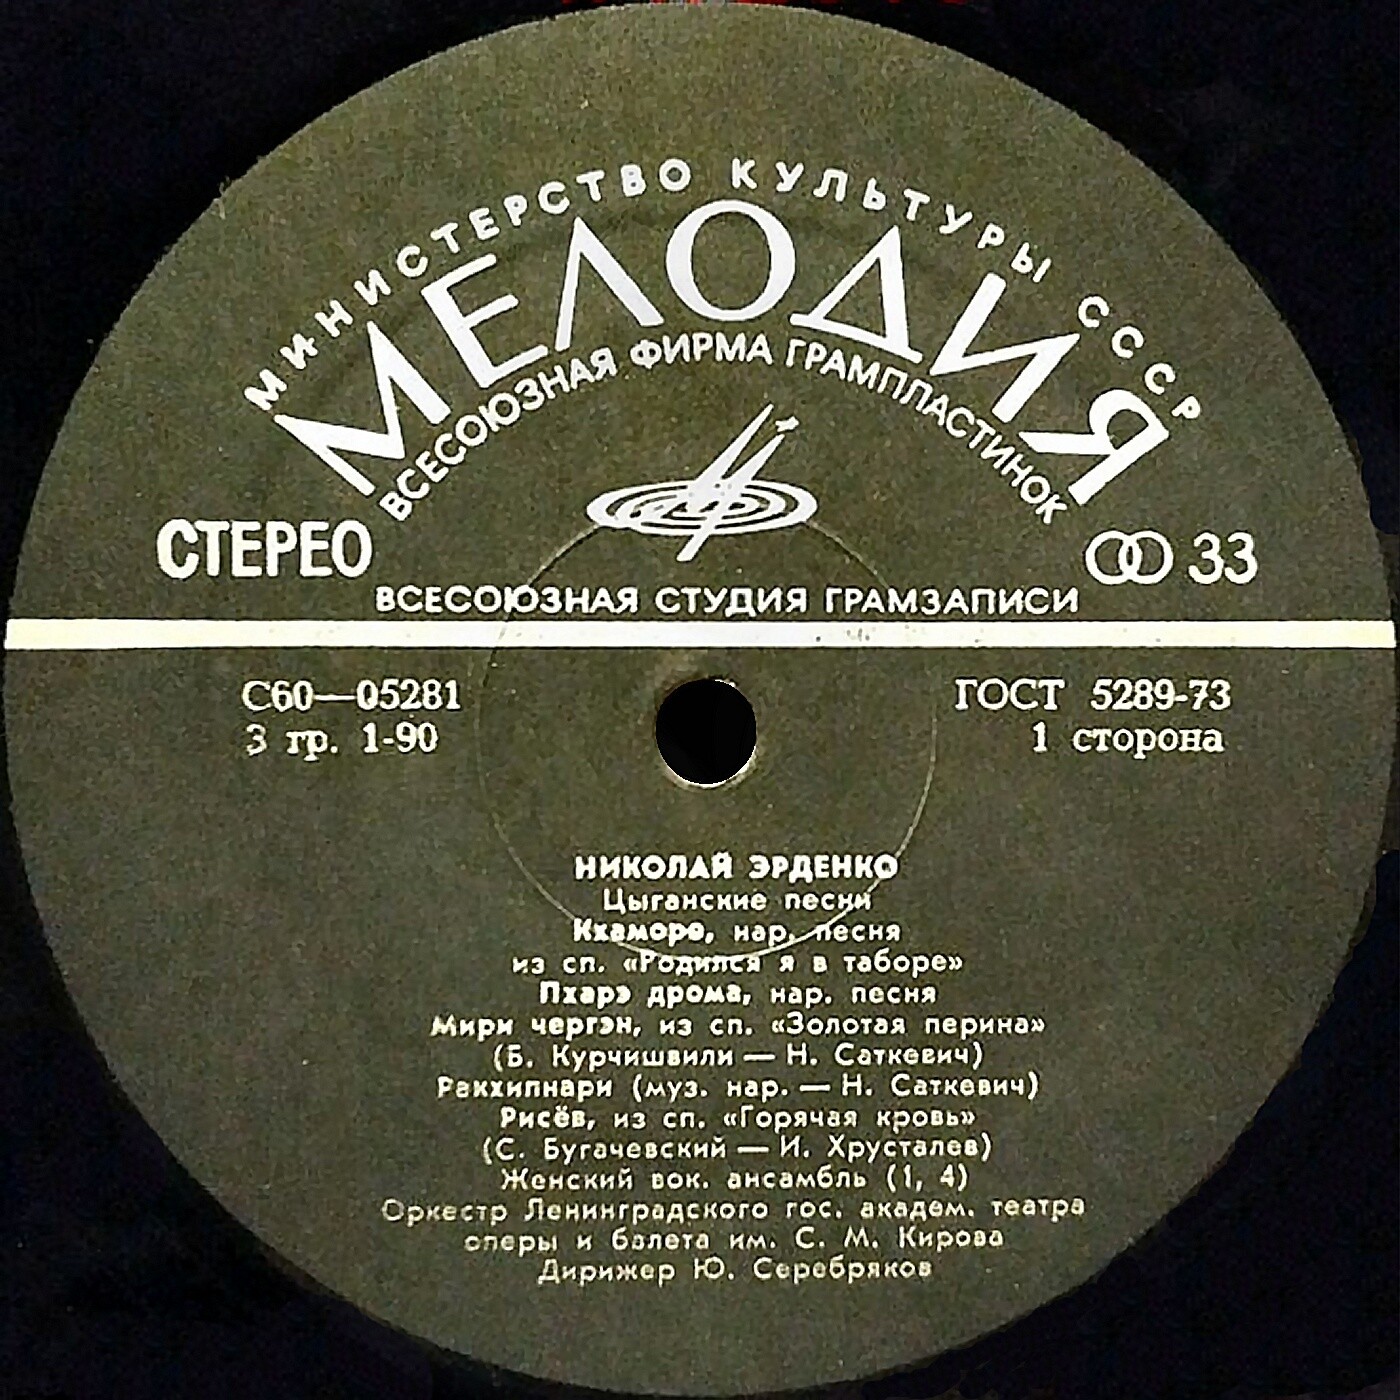 МИНИСТЕРСТВО КУЛЬТУРЫ СССР
МЕЛОДИЯ
ВСЕСОЮЗНАЯ ФИРМА ГРАМПЛАСТИНОК
СТЕРЕО
33
ВСЕСОЮЗНАЯ СТУДИЯ ГРАМЗАПИСИ
С60—05281
ГОСТ 5289-73
3 гр. 1-90
1 сторона
НИКОЛАЙ ЭРДЕНКО
Цыганские песни
Кхаморо, нар. песня
из сп. «Родился я в таборе»
Пхарэ дрома, нар. песня
Мири чергэн, из сп. «Золотая перина»
(Б. Курчишвили — Н. Саткевич)
Ракхипнари (муз. нар. — Н. Саткевич)
Рисёв, из сп. «Горячая кровь»
(С. Бугачевский — И. Хрусталев)
Женский вок. ансамбль (1, 4)
Оркестр Ленинградского гос. академ. театра
оперы и балета им. С. М. Кирова
Дирижер Ю. Серебряков